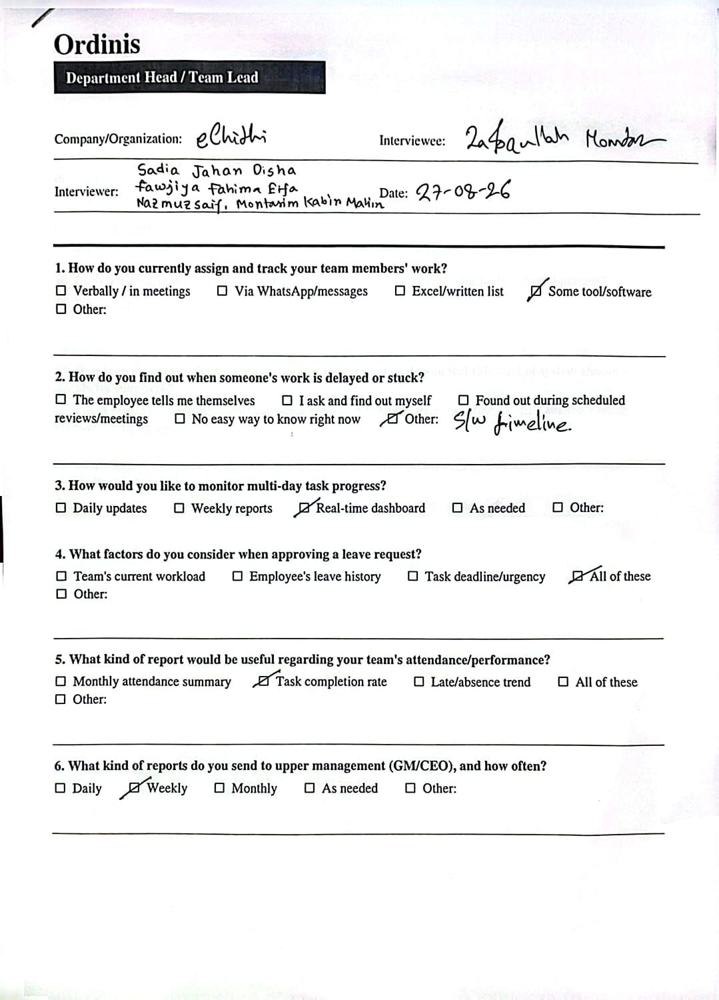 Ordinis
Department Head / Team Lead
Company/Organization: eChithi Interviewee:
Sadia Jahan Disha
Interviewer: Fawjiya Fahima Effa Date: 27-08-26
Nazmuz Saif, Montasim Kabir Mahin
1. How do you currently assign and track your team members' work?
☐ Verbally / in meetings ☐ Via WhatsApp/messages ☐ Excel/written list ☑ Some tool/software
☐ Other:
2. How do you find out when someone's work is delayed or stuck?
☐ The employee tells me themselves ☐ I ask and find out myself ☐ Found out during scheduled
reviews/meetings ☐ No easy way to know right now ☑ Other: S/W timeline.
3. How would you like to monitor multi-day task progress?
☐ Daily updates ☐ Weekly reports ☑ Real-time dashboard ☐ As needed ☐ Other:
4. What factors do you consider when approving a leave request?
☐ Team's current workload ☐ Employee's leave history ☐ Task deadline/urgency ☑ All of these
☐ Other:
5. What kind of report would be useful regarding your team's attendance/performance?
☐ Monthly attendance summary ☑ Task completion rate ☐ Late/absence trend ☐ All of these
☐ Other:
6. What kind of reports do you send to upper management (GM/CEO), and how often?
☐ Daily ☑ Weekly ☐ Monthly ☐ As needed ☐ Other: